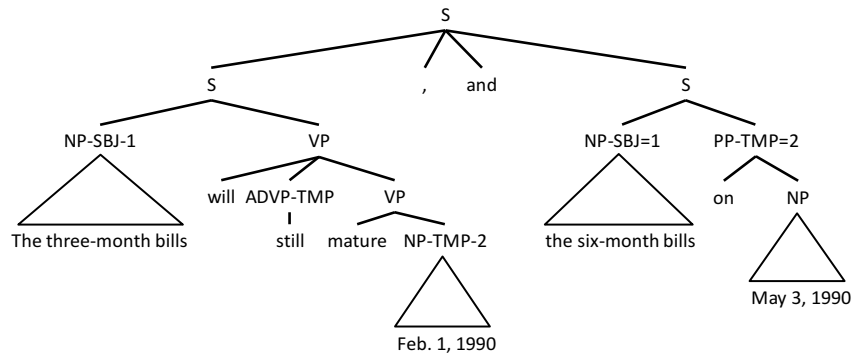 S
S , and S
NP-SBJ-1 VP NP-SBJ=1 PP-TMP=2
will ADVP-TMP VP on NP
The three-month bills still mature NP-TMP-2 the six-month bills
May 3, 1990
Feb. 1, 1990